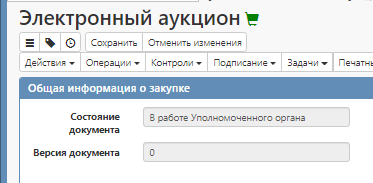 Электронный аукцион
Сохранить Отменить изменения
Действия Операции Контроли Подписание Задачи Печатны
Общая информация о закупке
Состояние документа В работе Уполномоченного органа
Версия документа 0